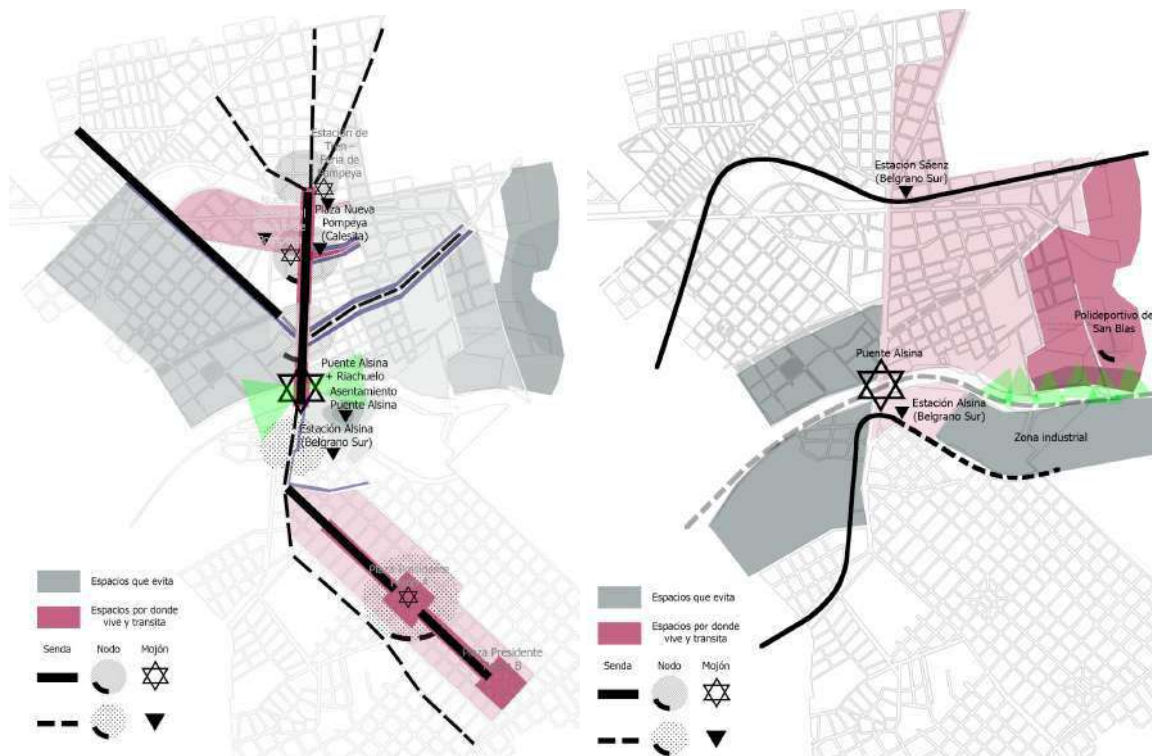 Estación de
Tren –
Feria de
Pompeya
Plaza Nueva
Pompeya
(Calesita)
Puente Alsina
+ Riachuelo
Asentamiento
Puente Alsina
Estación Alsina
(Belgrano Sur)
Plaza Presidente
B
Espacios que evita
Espacios por donde
vive y transita
Senda
Nodo
Mojón
Estación Sáenz
(Belgrano Sur)
Polideportivo de
San Blas
Puente Alsina
Estación Alsina
(Belgrano Sur)
Zona industrial
Espacios que evita
Espacios por donde
vive y transita
Senda
Nodo
Mojón